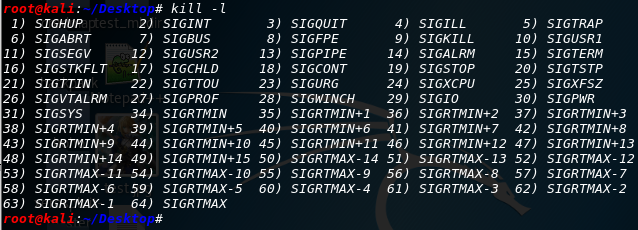 root@kali:~/Desktop# kill -l
 1) SIGHUP 2) SIGINT 3) SIGQUIT 4) SIGILL 5) SIGTRAP
 6) SIGABRT 7) SIGBUS 8) SIGFPE 9) SIGKILL 10) SIGUSR1
11) SIGSEGV 12) SIGUSR2 13) SIGPIPE 14) SIGALRM 15) SIGTERM
16) SIGSTKFLT 17) SIGCHLD 18) SIGCONT 19) SIGSTOP 20) SIGTSTP
21) SIGTTIN 22) SIGTTOU 23) SIGURG 24) SIGXCPU 25) SIGXFSZ
26) SIGVTALRM 27) SIGPROF 28) SIGWINCH 29) SIGIO 30) SIGPWR
31) SIGSYS 34) SIGRTMIN 35) SIGRTMIN+1 36) SIGRTMIN+2 37) SIGRTMIN+3
38) SIGRTMIN+4 39) SIGRTMIN+5 40) SIGRTMIN+6 41) SIGRTMIN+7 42) SIGRTMIN+8
43) SIGRTMIN+9 44) SIGRTMIN+10 45) SIGRTMIN+11 46) SIGRTMIN+12 47) SIGRTMIN+13
48) SIGRTMIN+14 49) SIGRTMIN+15 50) SIGRTMAX-14 51) SIGRTMAX-13 52) SIGRTMAX-12
53) SIGRTMAX-11 54) SIGRTMAX-10 55) SIGRTMAX-9 56) SIGRTMAX-8 57) SIGRTMAX-7
58) SIGRTMAX-6 59) SIGRTMAX-5 60) SIGRTMAX-4 61) SIGRTMAX-3 62) SIGRTMAX-2
63) SIGRTMAX-1 64) SIGRTMAX
root@kali:~/Desktop#